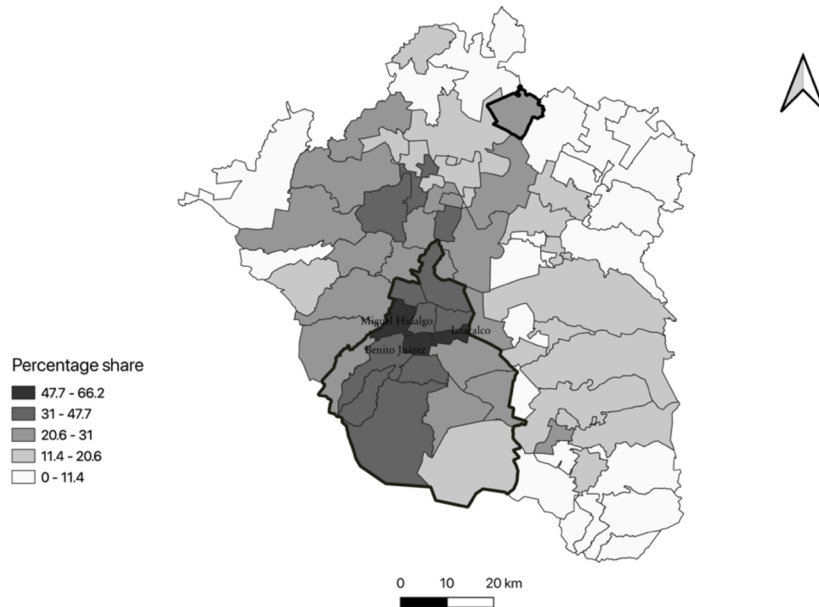 Miguel Hidalgo
Iztacalco
Benito Juárez
Percentage share
47.7 - 66.2
31 - 47.7
20.6 - 31
11.4 - 20.6
0 - 11.4
0 10 20 km